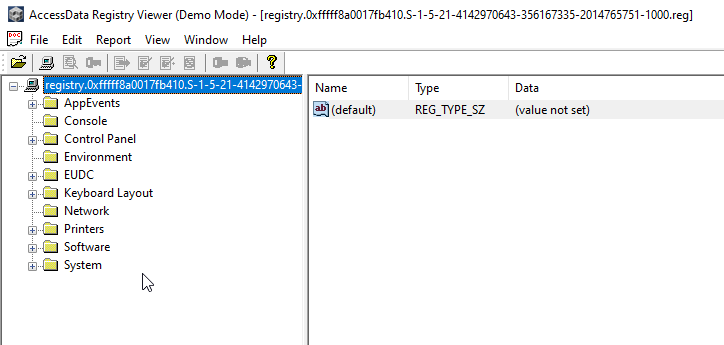 AccessData Registry Viewer (Demo Mode) - [registry.0xfffff8a0017fb410.S-1-5-21-4142970643-356167335-2014765751-1000.reg]
File Edit Report View Window Help
registry.0xfffff8a0017fb410.S-1-5-21-4142970643-
AppEvents
Console
Control Panel
Environment
EUDC
Keyboard Layout
Network
Printers
Software
System
Name Type Data
ab (default) REG_TYPE_SZ (value not set)